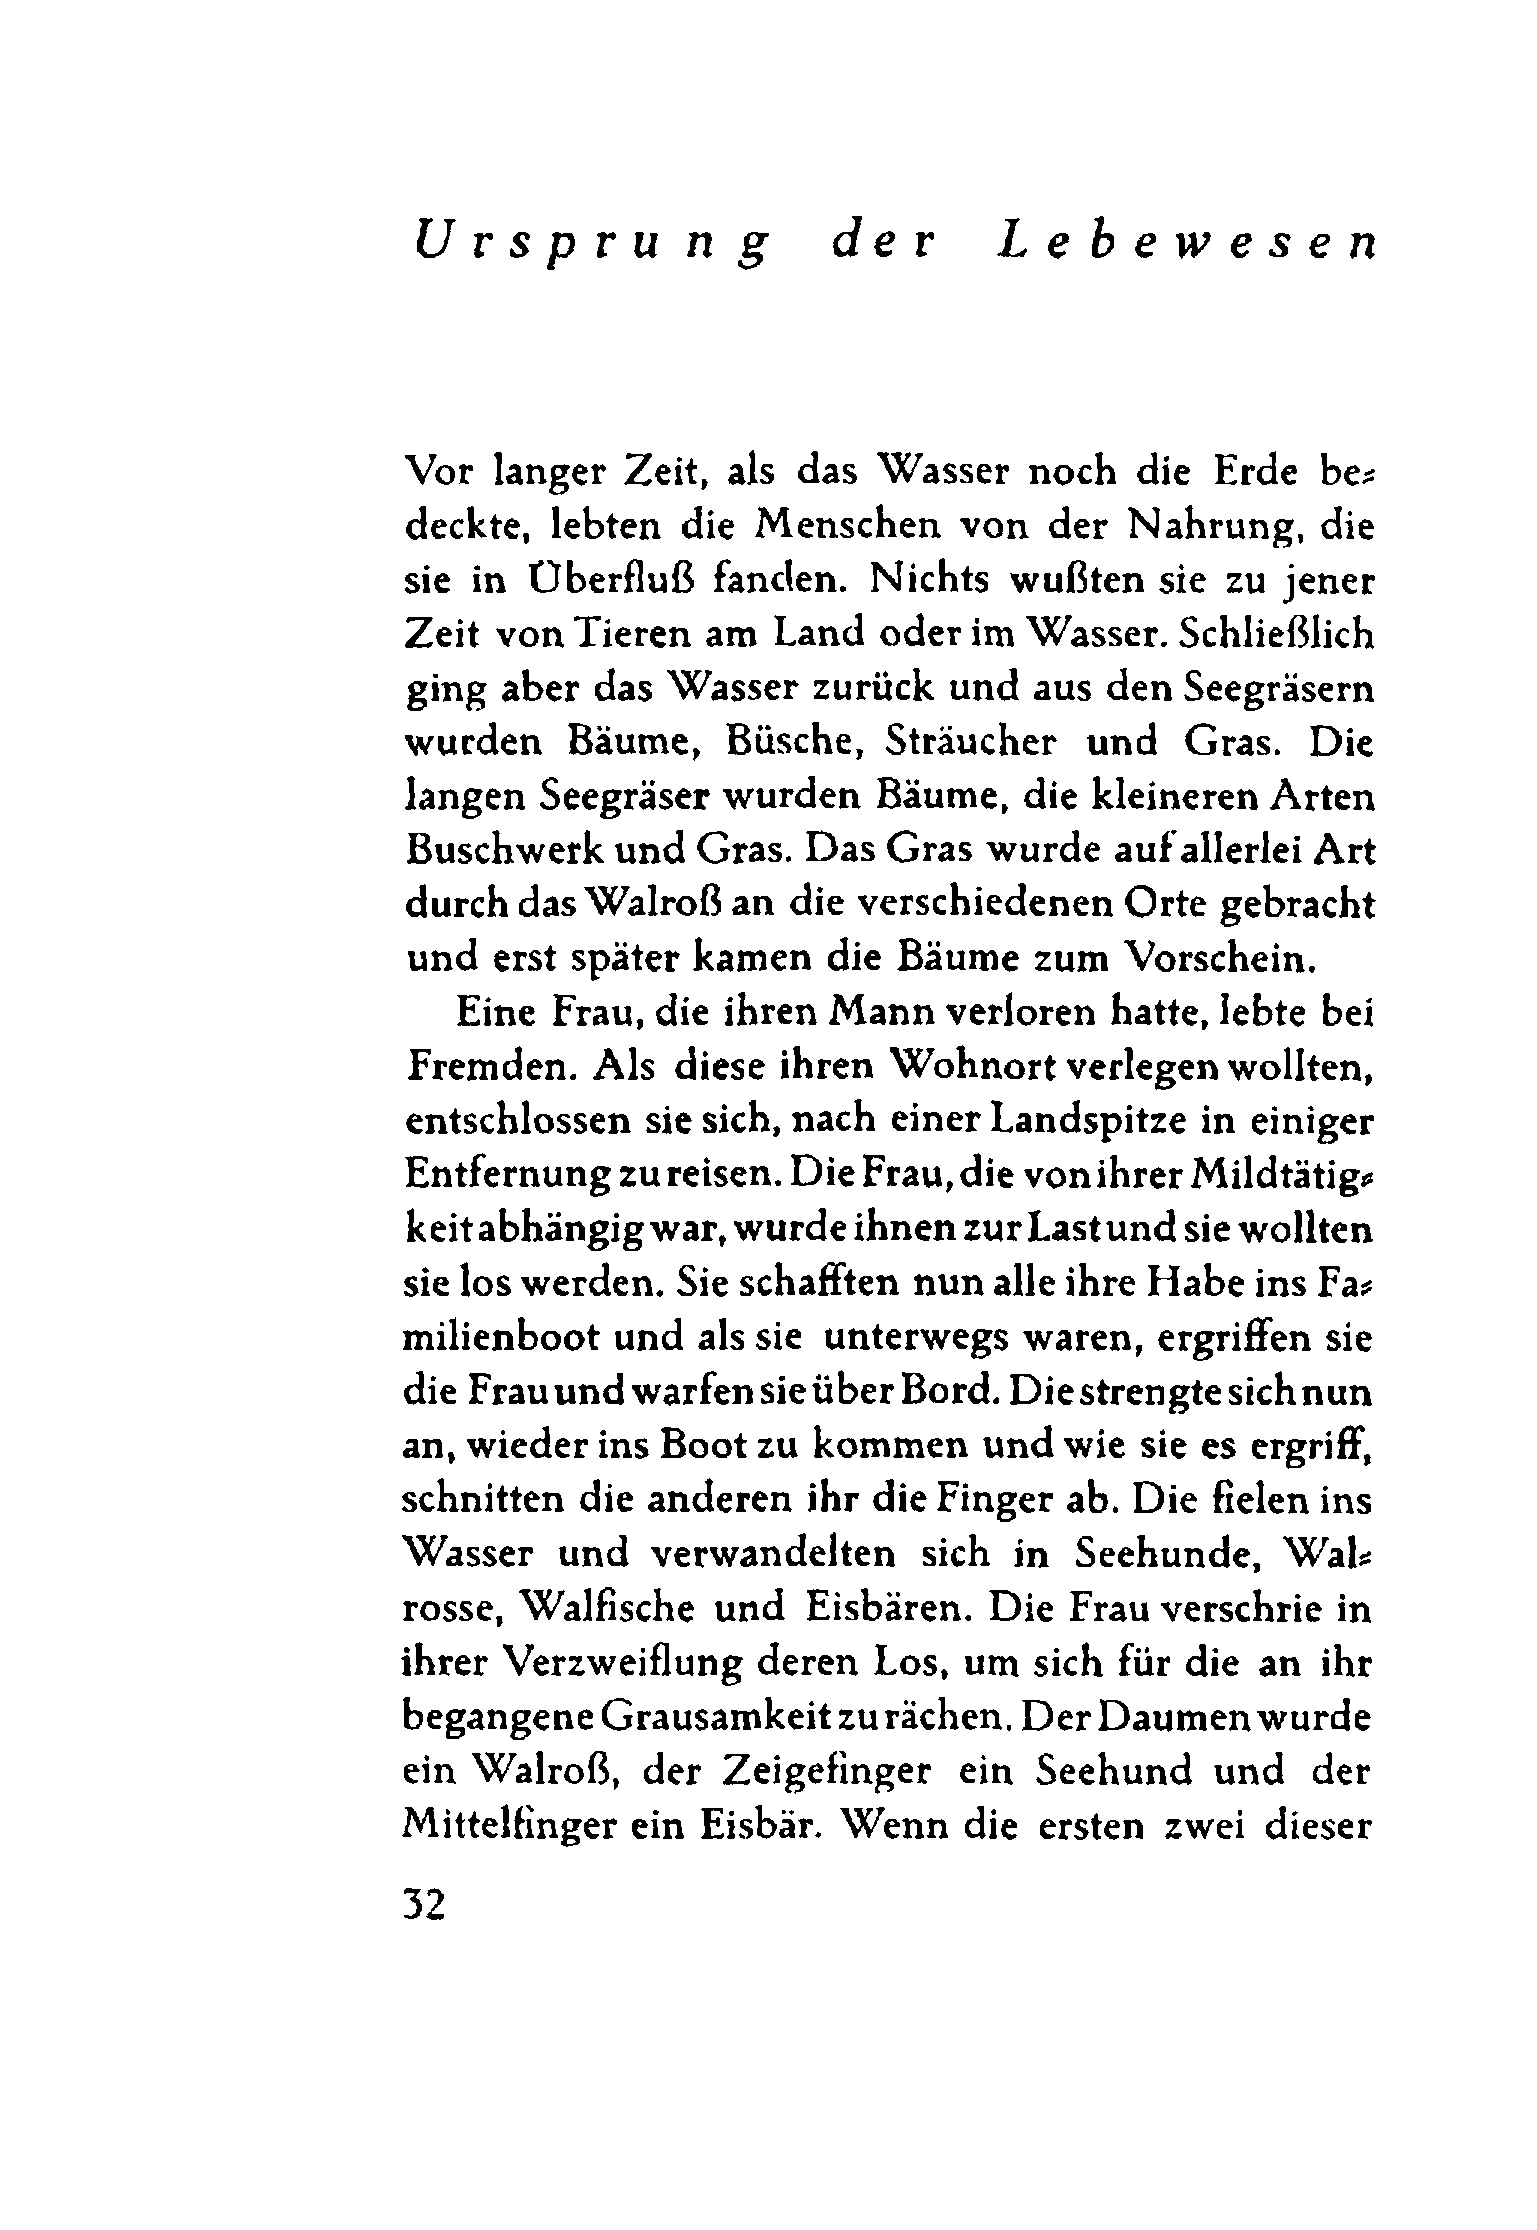 Ursprung der Lebewesen
Vor langer Zeit, als das Wasser noch die Erde be⸗
deckte, lebten die Menschen von der Nahrung, die
sie in Überfluß fanden. Nichts wußten sie zu jener
Zeit von Tieren am Land oder im Wasser. Schließlich
ging aber das Wasser zurück und aus den Seegräsern
wurden Bäume, Büsche, Sträucher und Gras. Die
langen Seegräser wurden Bäume, die kleineren Arten
Buschwerk und Gras. Das Gras wurde auf allerlei Art
durch das Walroß an die verschiedenen Orte gebracht
und erst später kamen die Bäume zum Vorschein.
Eine Frau, die ihren Mann verloren hatte, lebte bei
Fremden. Als diese ihren Wohnort verlegen wollten,
entschlossen sie sich, nach einer Landspitze in einiger
Entfernung zu reisen. Die Frau, die von ihrer Mildtätig⸗
keit abhängig war, wurde ihnen zur Last und sie wollten
sie los werden. Sie schafften nun alle ihre Habe ins Fa⸗
milienboot und als sie unterwegs waren, ergriffen sie
die Frau und warfen sie über Bord. Die strengte sich nun
an, wieder ins Boot zu kommen und wie sie es ergriff,
schnitten die anderen ihr die Finger ab. Die fielen ins
Wasser und verwandelten sich in Seehunde, Wal⸗
rosse, Walfische und Eisbären. Die Frau verschrie in
ihrer Verzweiflung deren Los, um sich für die an ihr
begangene Grausamkeit zu rächen. Der Daumen wurde
ein Walroß, der Zeigefinger ein Seehund und der
Mittelfinger ein Eisbär. Wenn die ersten zwei dieser
32